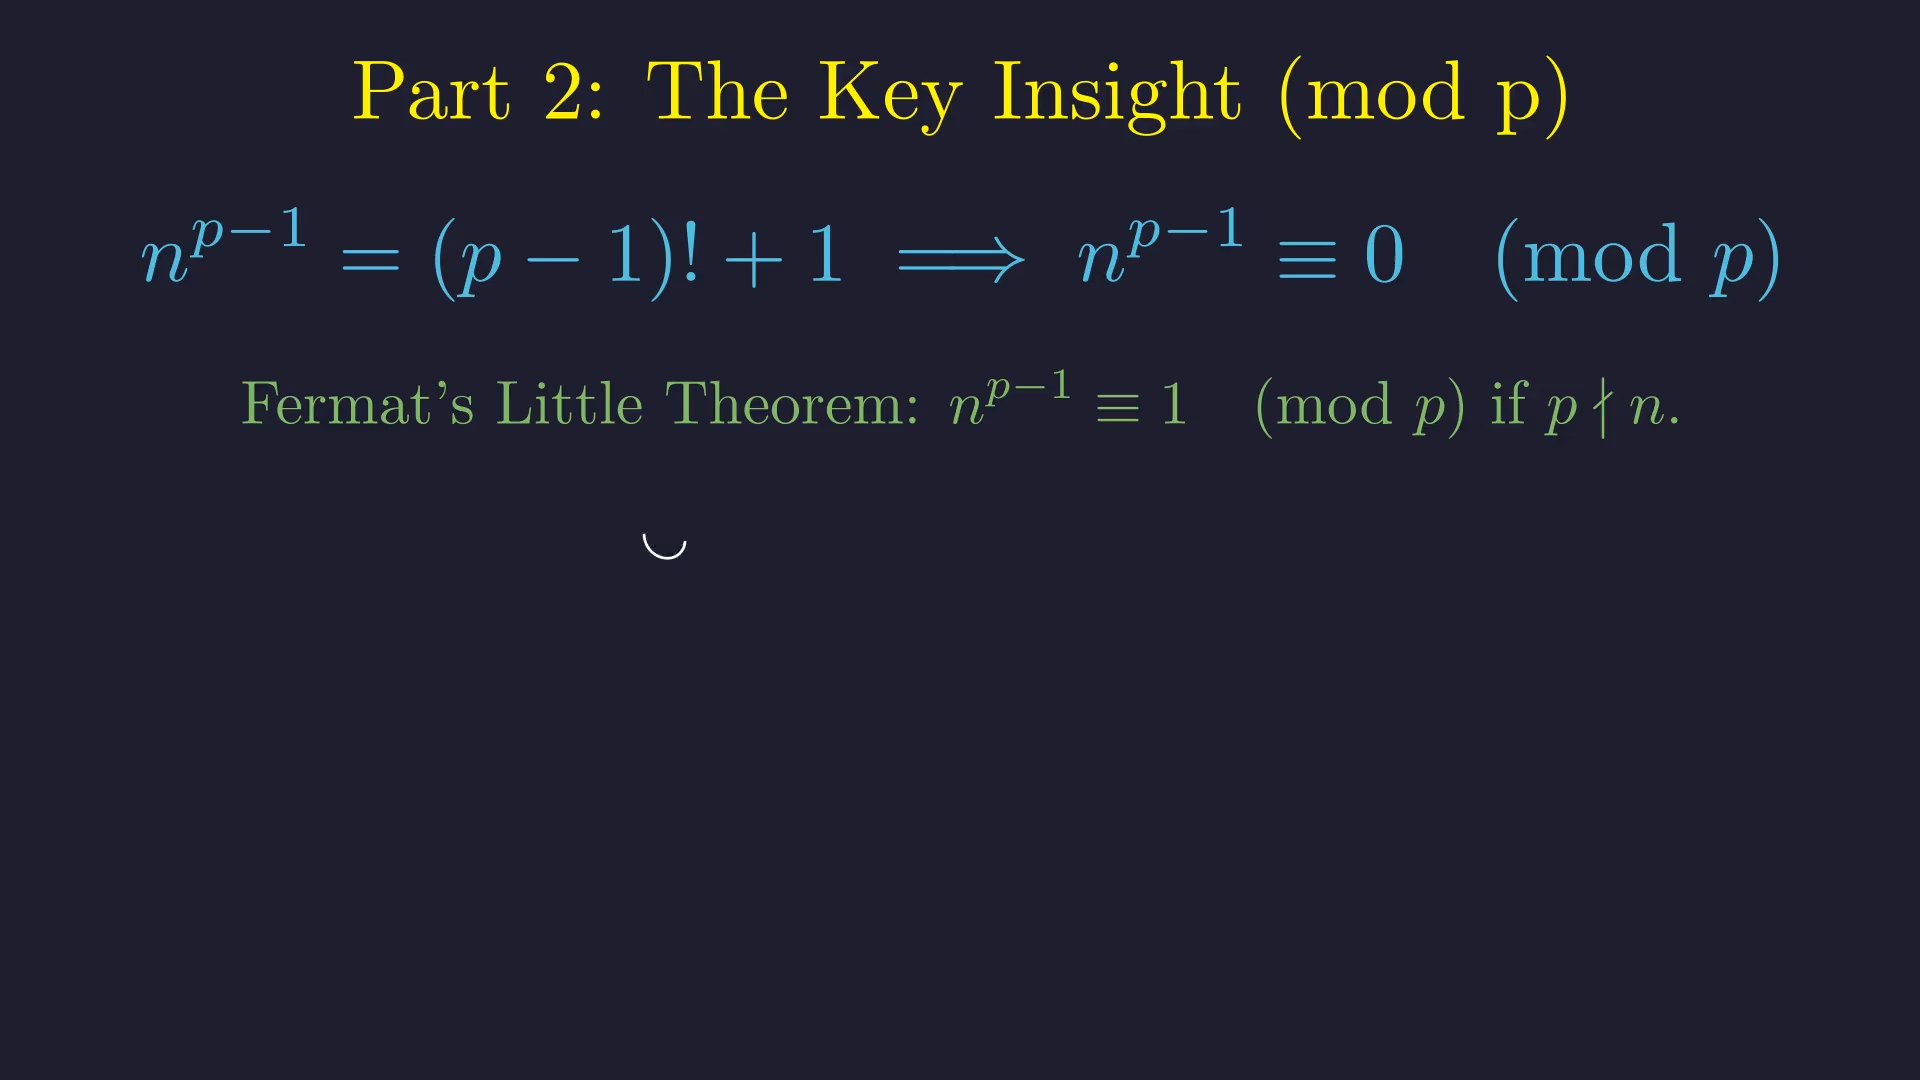 Part 2: The Key Insight (mod p)
n^{p−1} = (p − 1)! + 1 ⟹ n^{p−1} ≡ 0 (mod p)
Fermat's Little Theorem: n^{p−1} ≡ 1 (mod p) if p ∤ n.